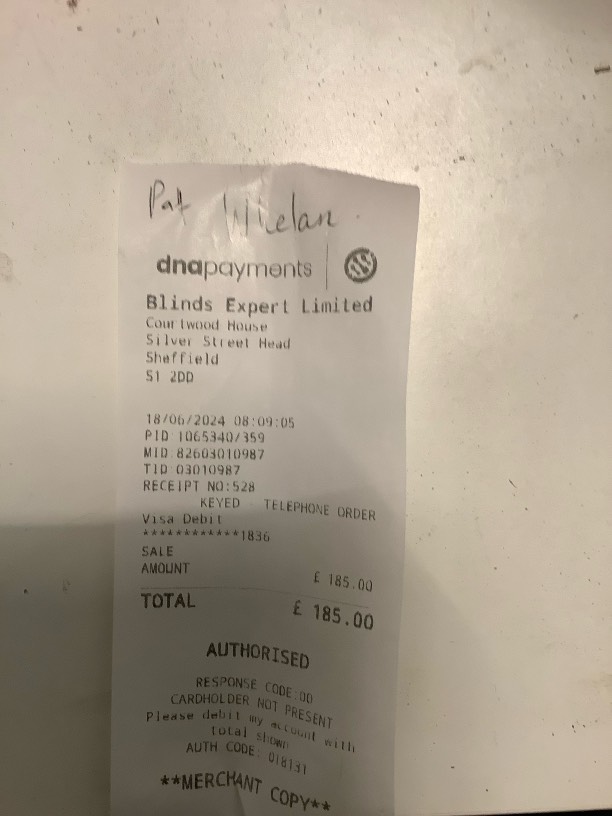 Pat Whelan
dnapayments
Blinds Expert Limited
Courtwood House
Silver Street Head
Sheffield
S1 2DD
18/06/2024 08:09:05
PID 1065340/359
MID 82603010987
TID 03010987
RECEIPT NO:528
KEYED TELEPHONE ORDER
Visa Debit
************1836
SALE
AMOUNT £ 185.00
TOTAL £ 185.00
AUTHORISED
RESPONSE CODE:00
CARDHOLDER NOT PRESENT
Please debit my account with
total shown
AUTH CODE: 018131
**MERCHANT COPY**